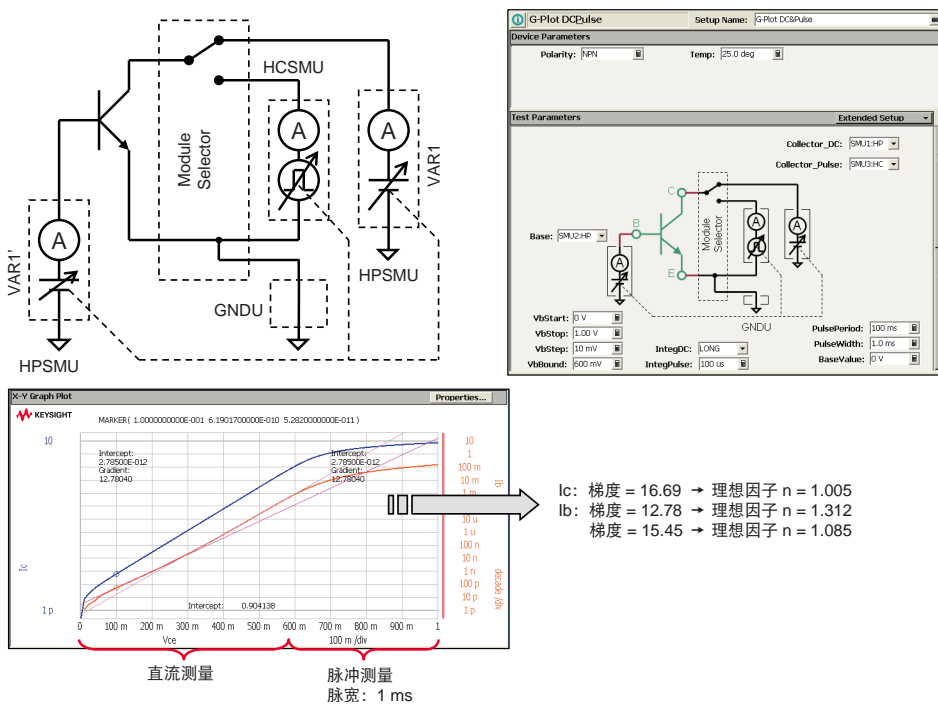 HCSMU
A
A
Module Selector
VAR1
A
VAR1'
HPSMU
GNDU
HPSMU
G-Plot DCPulse
Setup Name: G-Plot DC&Pulse
Device Parameters
Polarity: NPN
Temp: 25.0 deg
Test Parameters
Extended Setup
Collector_DC: SMU1:HP
Collector_Pulse: SMU3:HC
C
B
Base: SMU2:HP
Module Selector
A
A
A
E
GNDU
VbStart: 0 V
VbStop: 1.00 V
VbStep: 10 mV
VbBound: 600 mV
IntegDC: LONG
IntegPulse: 100 us
PulsePeriod: 100 ms
PulseWidth: 1.0 ms
BaseValue: 0 V
X-Y Graph Plot
Properties...
KEYSIGHT
MARKER( 1.0000000000E-001 6.1901700000E-010 5.2820000000E-011 )
10
Intercept:
2.78500E-012
Gradient:
12.78040
Intercept:
2.78500E-012
Gradient:
12.78040
10
1
100 m
10 m
1 m
10 u
1 u
100 n
10 n
1 n
100 p
10 p
1 p
Ib
decade /div
Ic
1 p
Intercept: 0.904138
0
100 m
200 m
300 m
400 m
500 m
600 m
700 m
800 m
900 m
1
Vce
100 m /div
直流测量
脉冲测量
脉宽：1 ms
Ic：梯度 = 16.69 → 理想因子 n = 1.005
Ib：梯度 = 12.78 → 理想因子 n = 1.312
梯度 = 15.45 → 理想因子 n = 1.085